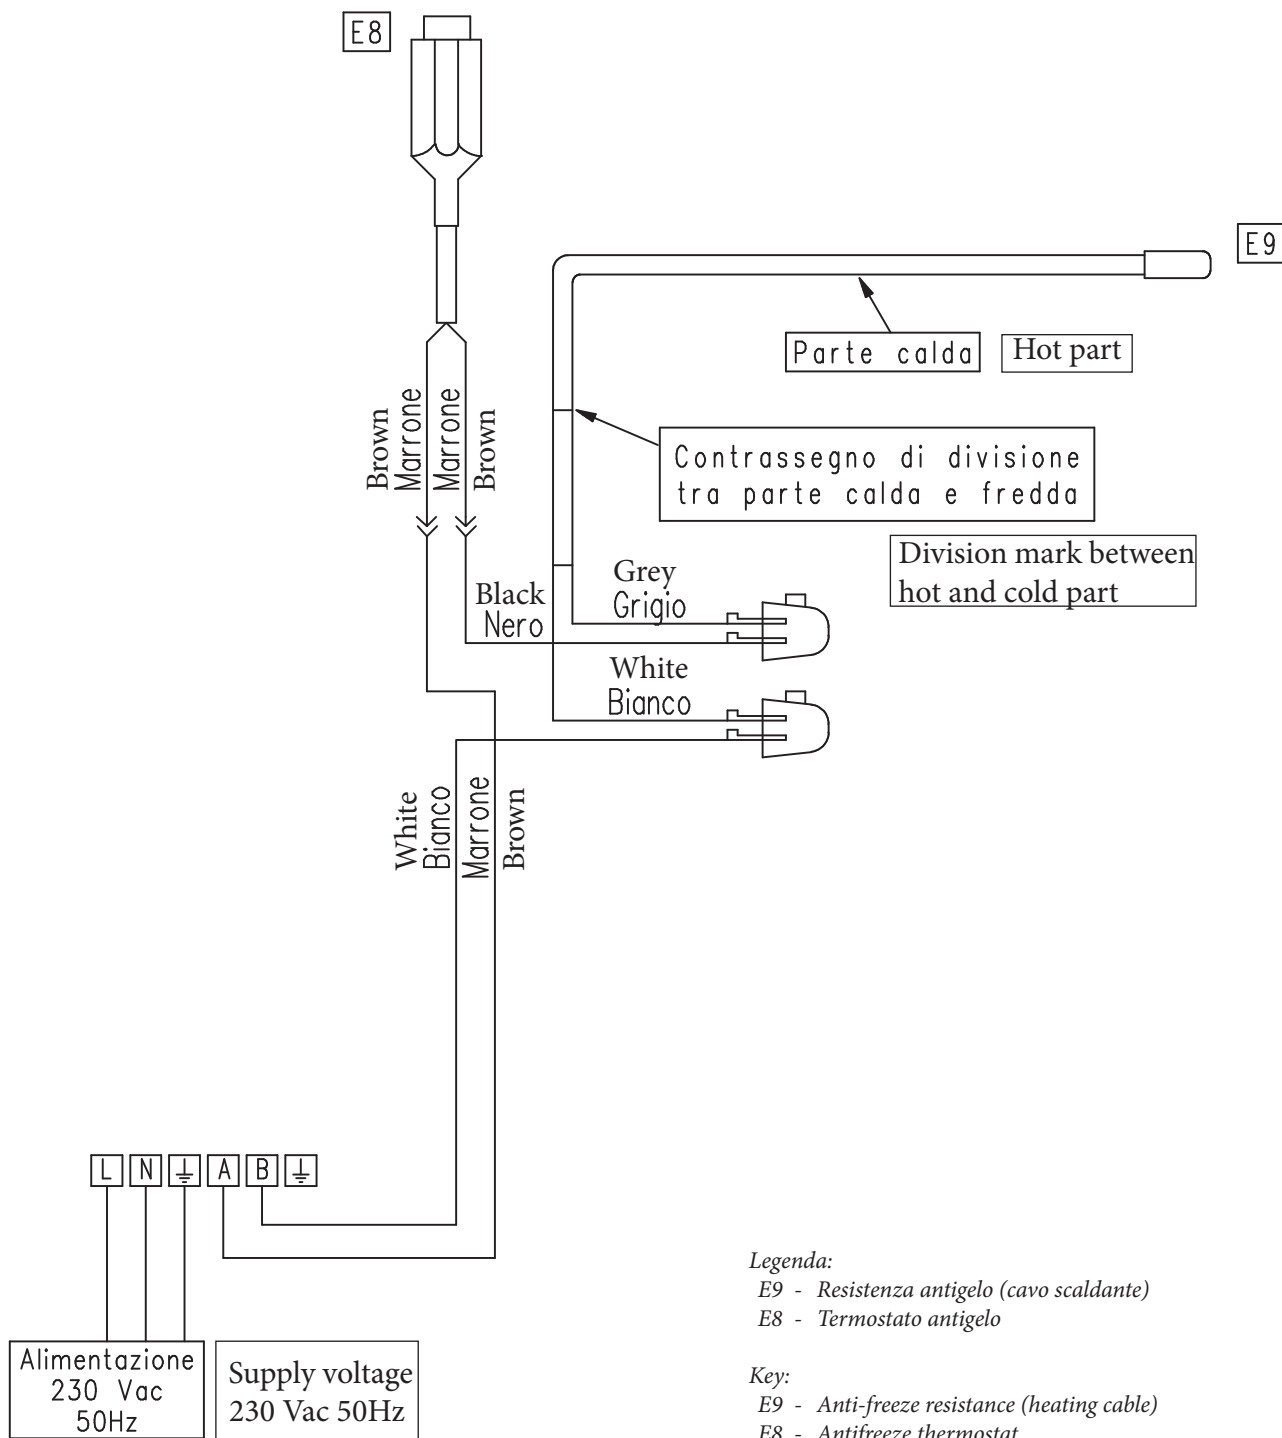 E8
E9
Parte calda
Hot part
Brown
Marrone
Marrone
Brown
Contrassegno di divisione
tra parte calda e fredda
Division mark between
hot and cold part
Grey
Grigio
Black
Nero
White
Bianco
White
Bianco
Marrone
Brown
L N A B
Alimentazione
230 Vac
50Hz
Supply voltage
230 Vac 50Hz
Legenda:
E9 - Resistenza antigelo (cavo scaldante)
E8 - Termostato antigelo
Key:
E9 - Anti-freeze resistance (heating cable)
E8 - Antifreeze thermostat